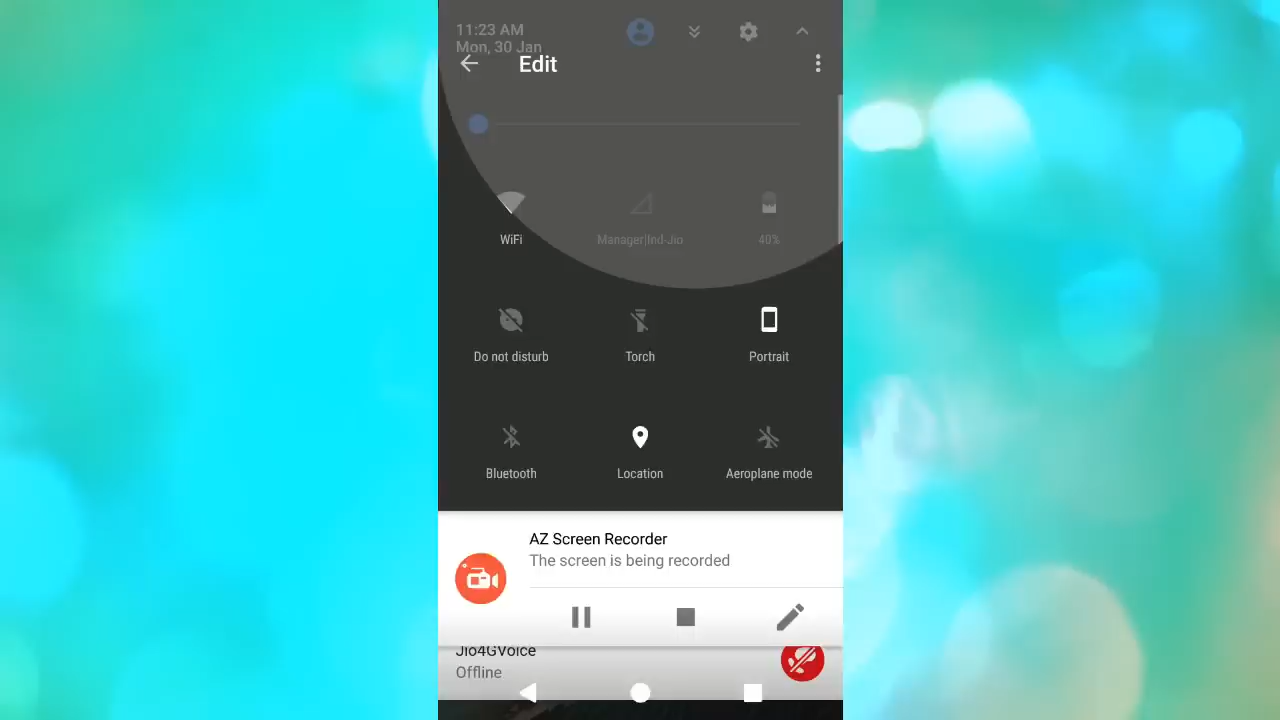 11:23 AM
Mon, 30 Jan
Edit
WiFi
Manager|Ind-Jio
40%
Do not disturb
Torch
Portrait
Bluetooth
Location
Aeroplane mode
AZ Screen Recorder
The screen is being recorded
Jio4GVoice
Offline